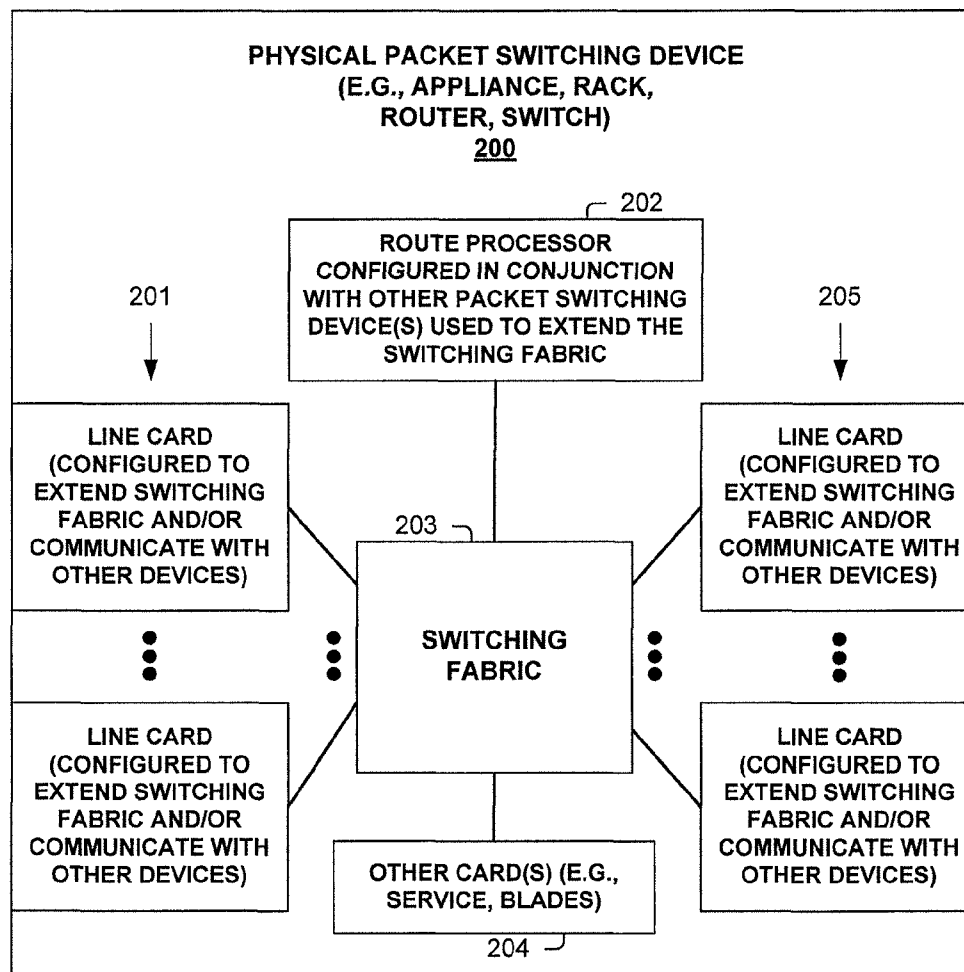 PHYSICAL PACKET SWITCHING DEVICE
(E.G., APPLIANCE, RACK,
ROUTER, SWITCH)
200
202
ROUTE PROCESSOR
CONFIGURED IN CONJUNCTION
WITH OTHER PACKET SWITCHING
DEVICE(S) USED TO EXTEND THE
SWITCHING FABRIC
201
205
LINE CARD
(CONFIGURED TO
EXTEND SWITCHING
FABRIC AND/OR
COMMUNICATE WITH
OTHER DEVICES)
LINE CARD
(CONFIGURED TO
EXTEND SWITCHING
FABRIC AND/OR
COMMUNICATE WITH
OTHER DEVICES)
203
SWITCHING
FABRIC
LINE CARD
(CONFIGURED TO
EXTEND SWITCHING
FABRIC AND/OR
COMMUNICATE WITH
OTHER DEVICES)
LINE CARD
(CONFIGURED TO
EXTEND SWITCHING
FABRIC AND/OR
COMMUNICATE WITH
OTHER DEVICES)
OTHER CARD(S) (E.G.,
SERVICE, BLADES)
204